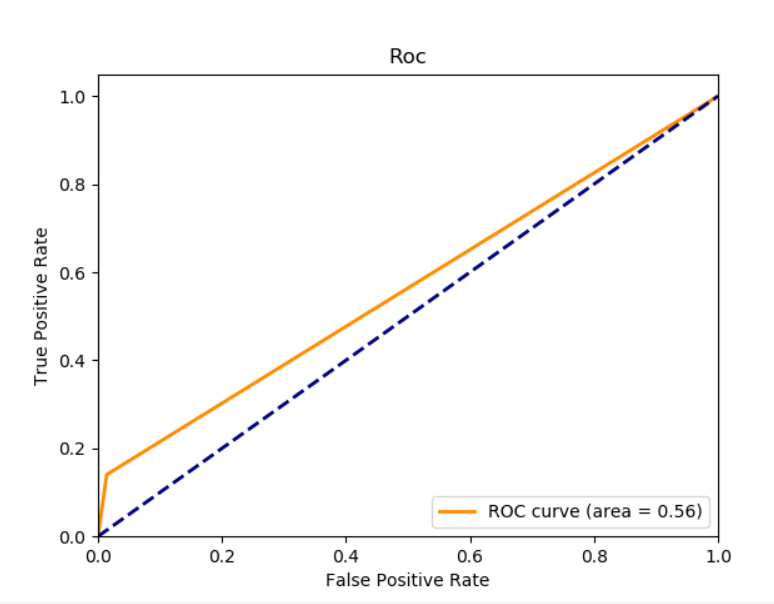 Roc
True Positive Rate
1.0
0.8
0.6
0.4
0.2
0.0
ROC curve (area = 0.56)
0.0 0.2 0.4 0.6 0.8 1.0
False Positive Rate